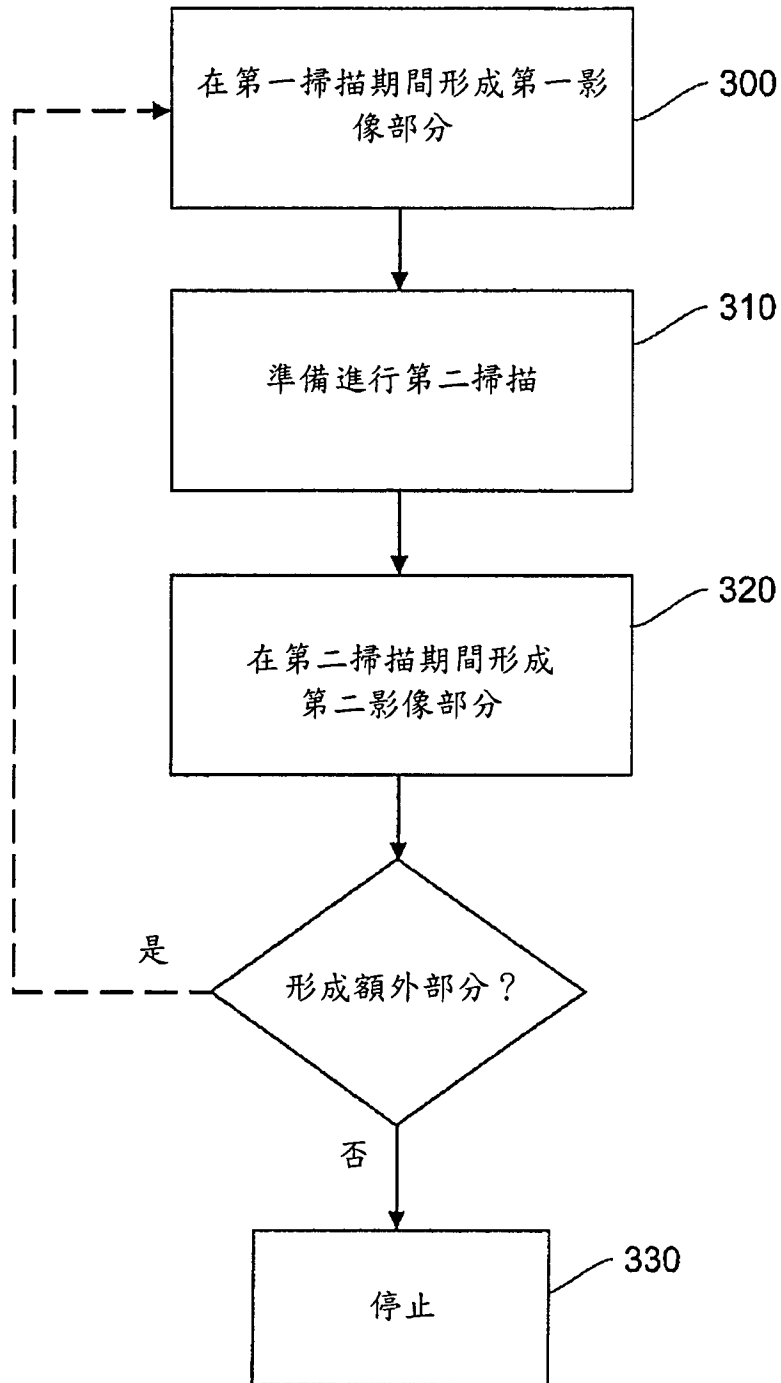 在第一掃描期間形成第一影
像部分
300
準備進行第二掃描
310
在第二掃描期間形成
第二影像部分
320
形成額外部分？
是
否
停止
330